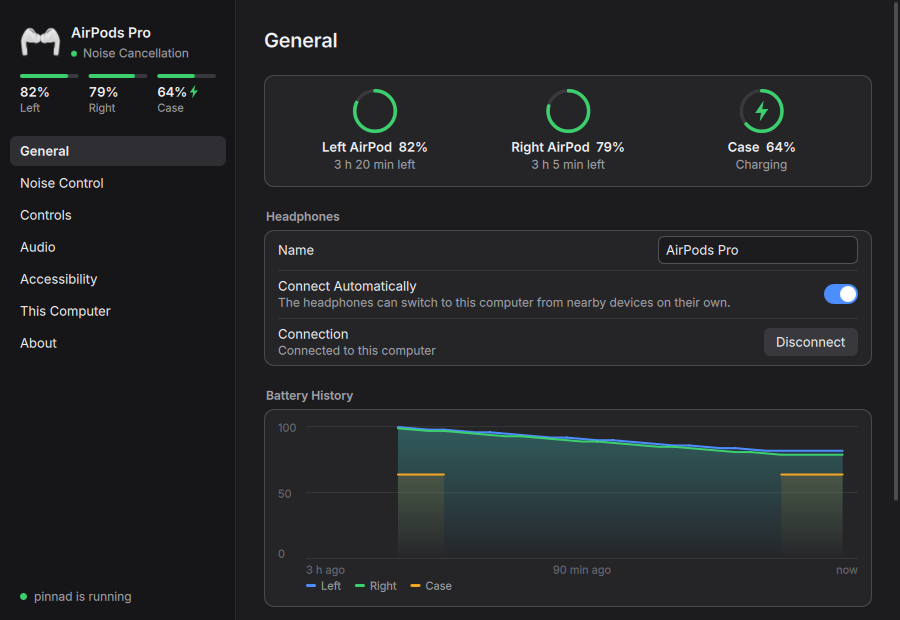 AirPods Pro
Noise Cancellation
82% 79% 64%
Left Right Case
General
Noise Control
Controls
Audio
Accessibility
This Computer
About
pinnad is running
General
Left AirPod 82% Right AirPod 79% Case 64%
3 h 20 min left 3 h 5 min left Charging
Headphones
Name AirPods Pro
Connect Automatically
The headphones can switch to this computer from nearby devices on their own.
Connection
Connected to this computer
Disconnect
Battery History
100
50
0
3 h ago 90 min ago now
Left Right Case